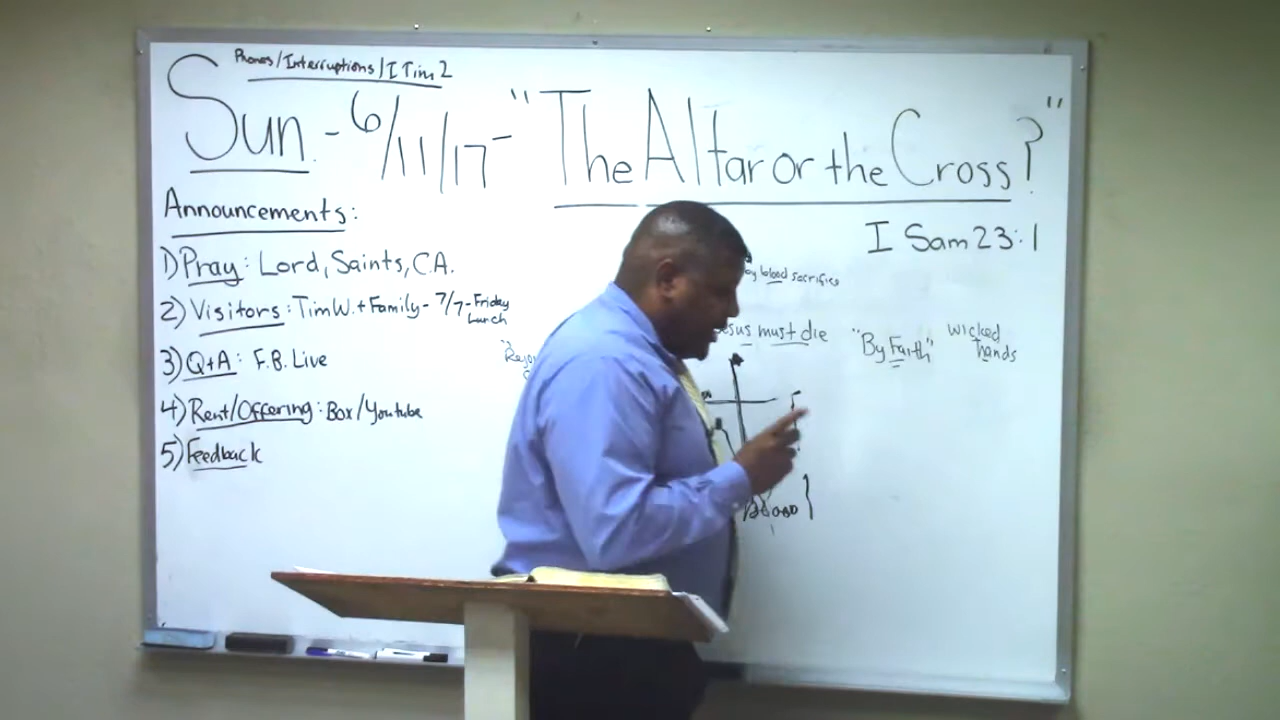 Phones/Interruptions/I Tim 2
Sun. - 6/11/17 - "The Altar or the Cross?"
I Sam 23:1
Announcements:
1) Pray: Lord, Saints, C.A.
2) Visitors: Tim W. + Family - 7/7 - Friday
Lunch
3) Q+A: F.B. Live
4) Rent/Offering: Box/Youtube
5) Feedback
by blood sacrifice
must die
"By Faith"
wicked
hands